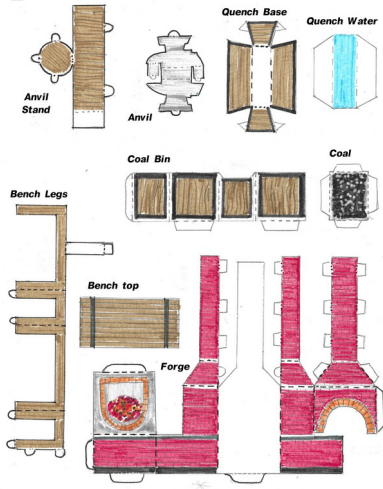 Quench Base
Quench Water
Anvil
Stand
Anvil
Coal Bin
Coal
Bench Legs
Bench top
Forge